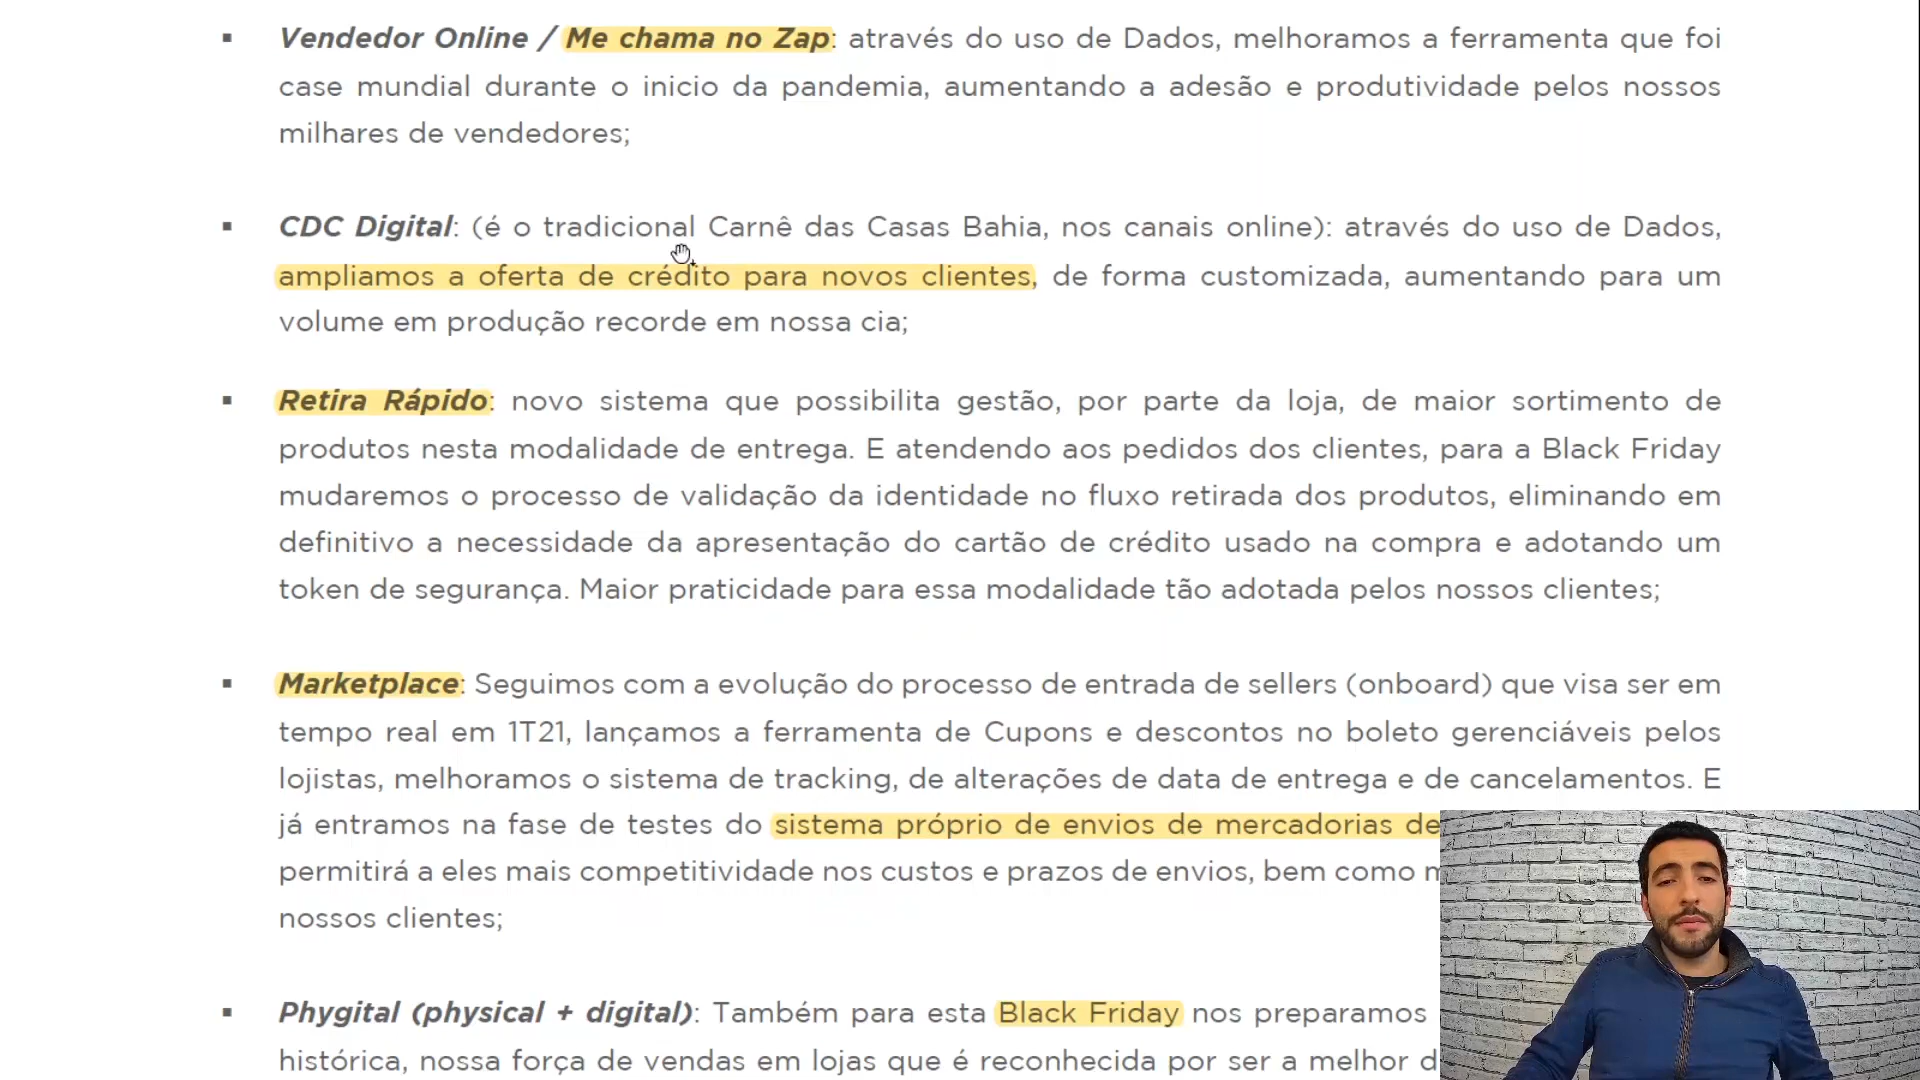 ▪ Vendedor Online / Me chama no Zap: através do uso de Dados, melhoramos a ferramenta que foi
case mundial durante o inicio da pandemia, aumentando a adesão e produtividade pelos nossos
milhares de vendedores;
▪ CDC Digital: (é o tradicional Carnê das Casas Bahia, nos canais online): através do uso de Dados,
ampliamos a oferta de crédito para novos clientes, de forma customizada, aumentando para um
volume em produção recorde em nossa cia;
▪ Retira Rápido: novo sistema que possibilita gestão, por parte da loja, de maior sortimento de
produtos nesta modalidade de entrega. E atendendo aos pedidos dos clientes, para a Black Friday
mudaremos o processo de validação da identidade no fluxo retirada dos produtos, eliminando em
definitivo a necessidade da apresentação do cartão de crédito usado na compra e adotando um
token de segurança. Maior praticidade para essa modalidade tão adotada pelos nossos clientes;
▪ Marketplace: Seguimos com a evolução do processo de entrada de sellers (onboard) que visa ser em
tempo real em 1T21, lançamos a ferramenta de Cupons e descontos no boleto gerenciáveis pelos
lojistas, melhoramos o sistema de tracking, de alterações de data de entrega e de cancelamentos. E
já entramos na fase de testes do sistema próprio de envios de mercadorias de
permitirá a eles mais competitividade nos custos e prazos de envios, bem como
nossos clientes;
▪ Phygital (physical + digital): Também para esta Black Friday nos preparamos
histórica, nossa força de vendas em lojas que é reconhecida por ser a melhor